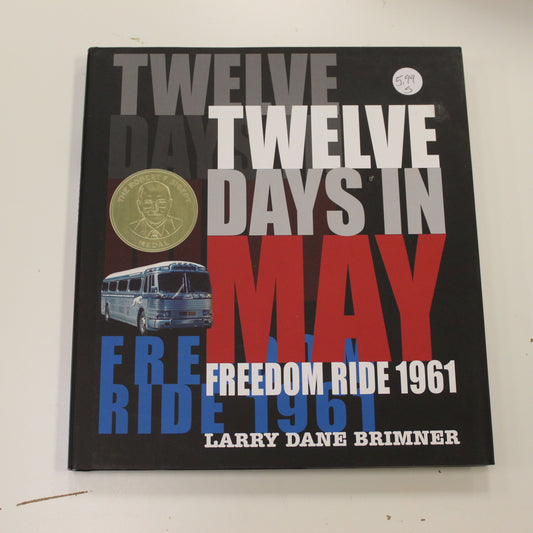 TWELVE
DAYS
5.99
S
TWELVE
DAYS IN
MAY
THE ROBERT F. SIBERT
MEDAL
FREEDOM RIDE 1961
RIDE 1961
LARRY DANE BRIMNER